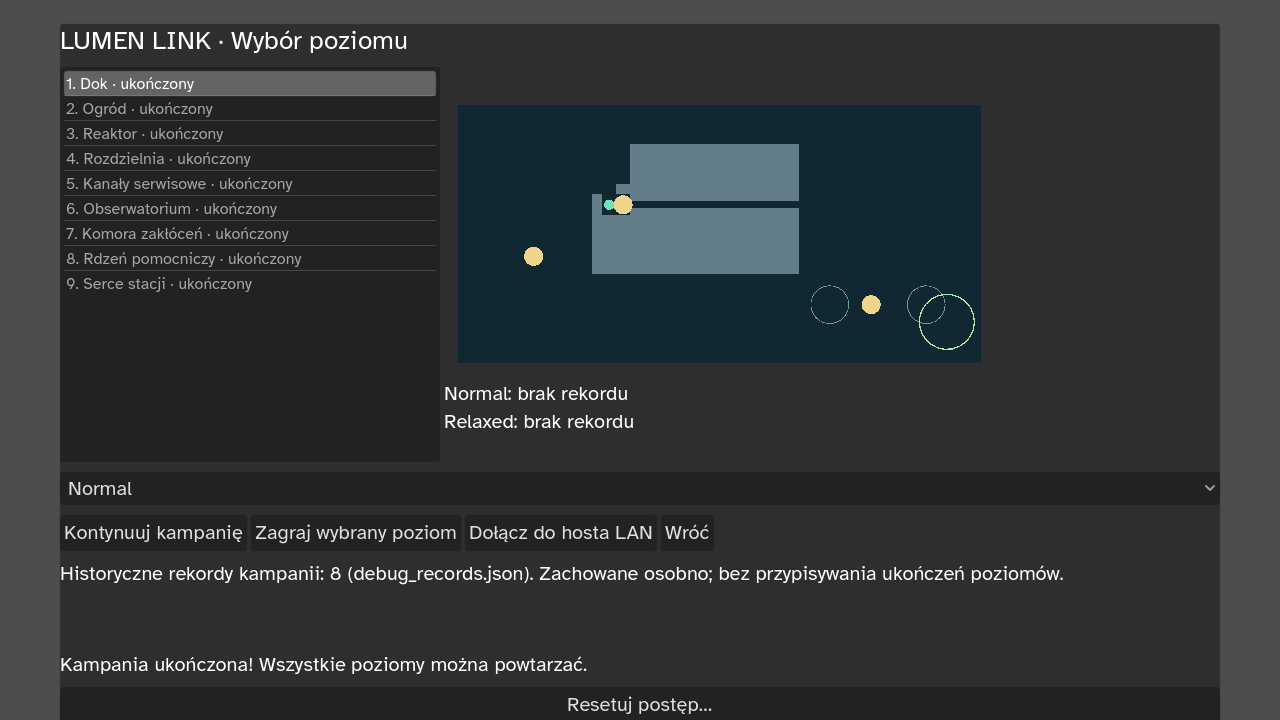 LUMEN LINK · Wybór poziomu
1. Dok · ukończony
2. Ogród · ukończony
3. Reaktor · ukończony
4. Rozdzielnia · ukończony
5. Kanały serwisowe · ukończony
6. Obserwatorium · ukończony
7. Komora zakłóceń · ukończony
8. Rdzeń pomocniczy · ukończony
9. Serce stacji · ukończony
Normal: brak rekordu
Relaxed: brak rekordu
Normal
Kontynuuj kampanię Zagraj wybrany poziom Dołącz do hosta LAN Wróć
Historyczne rekordy kampanii: 8 (debug_records.json). Zachowane osobno; bez przypisywania ukończeń poziomów.
Kampania ukończona! Wszystkie poziomy można powtarzać.
Resetuj postęp...